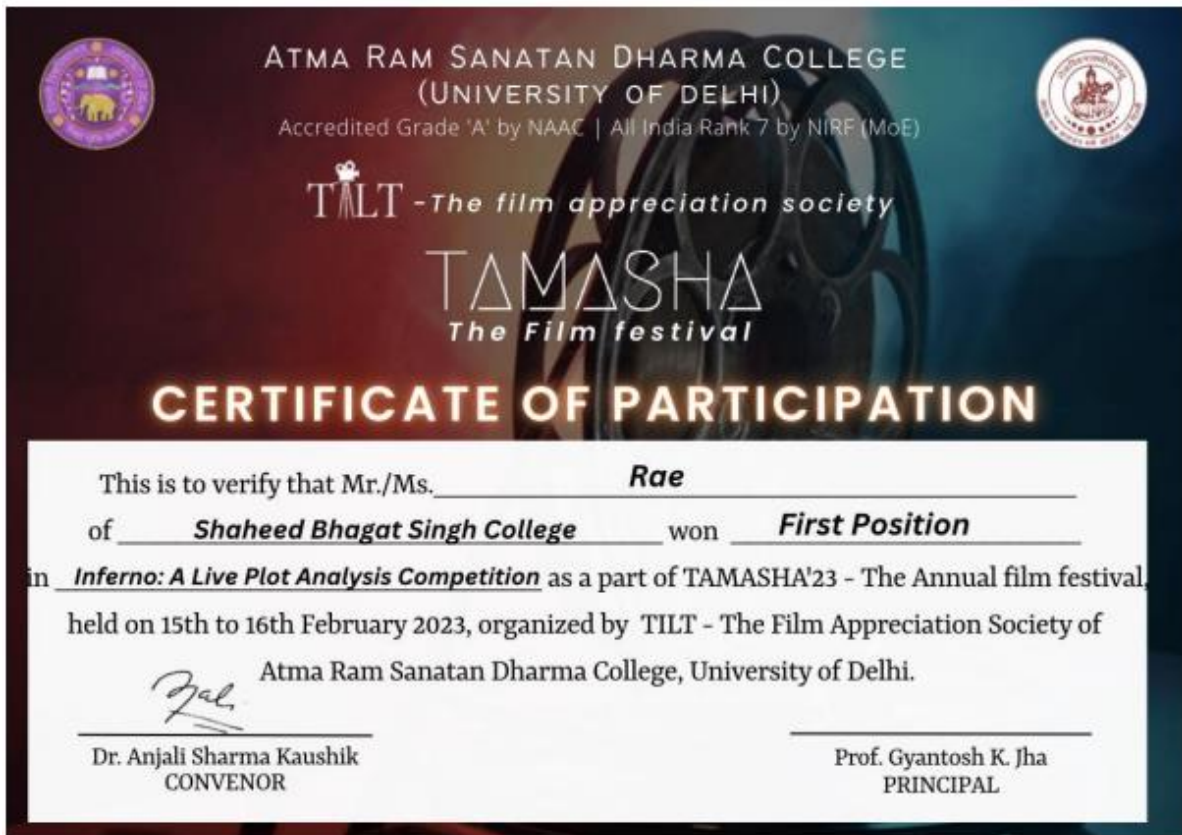 ATMA RAM SANATAN DHARMA COLLEGE
(UNIVERSITY OF DELHI)
Accredited Grade 'A' by NAAC | All India Rank 7 by NIRF (MoE)
TILT -The film appreciation society
TAMASHA
The Film festival
CERTIFICATE OF PARTICIPATION
This is to verify that Mr./Ms. Rae
of Shaheed Bhagat Singh College won First Position
in Inferno: A Live Plot Analysis Competition as a part of TAMASHA'23 - The Annual film festival,
held on 15th to 16th February 2023, organized by TILT - The Film Appreciation Society of
Atma Ram Sanatan Dharma College, University of Delhi.
Dr. Anjali Sharma Kaushik
CONVENOR
Prof. Gyantosh K. Jha
PRINCIPAL